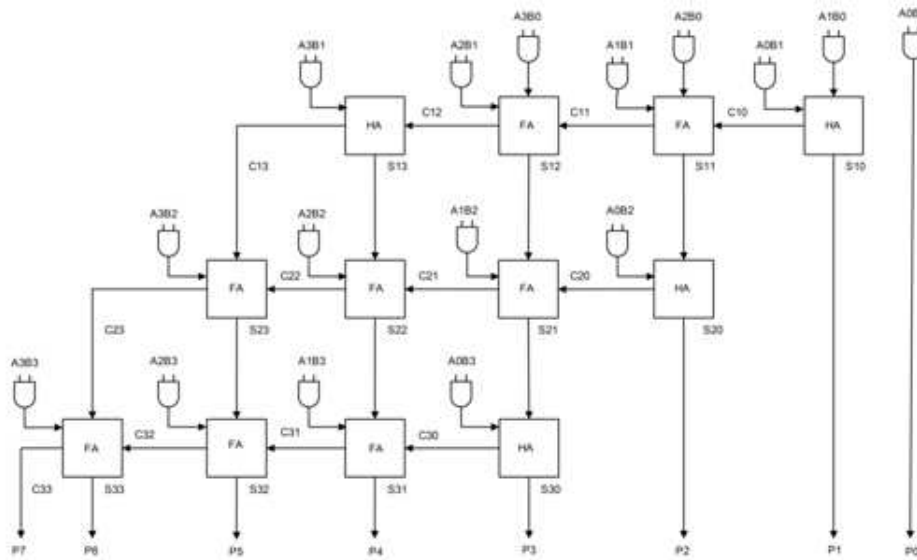 A3B0 A2B0 A1B0 A0B
A3B1 A2B1 A1B1 A0B1
C12 C11 C10
HA FA FA HA
C13 S13 S12 S11 S10
A3B2 A2B2 A1B2 A0B2
C22 C21 C20
FA FA FA HA
C23 S23 S22 S21 S20
A3B3 A2B3 A1B3 A0B3
C32 C31 C30
FA FA FA HA
C33 S33 S32 S31 S30
P7 P6 P5 P4 P3 P2 P1 P0